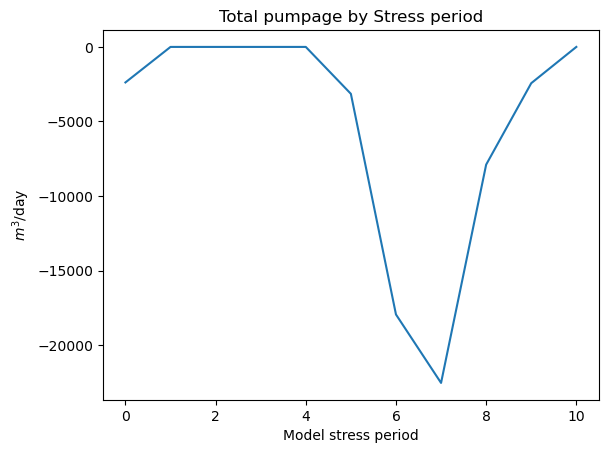 Total pumpage by Stress period
0
−5000
−10000
−15000
−20000
m³/day
0 2 4 6 8 10
Model stress period